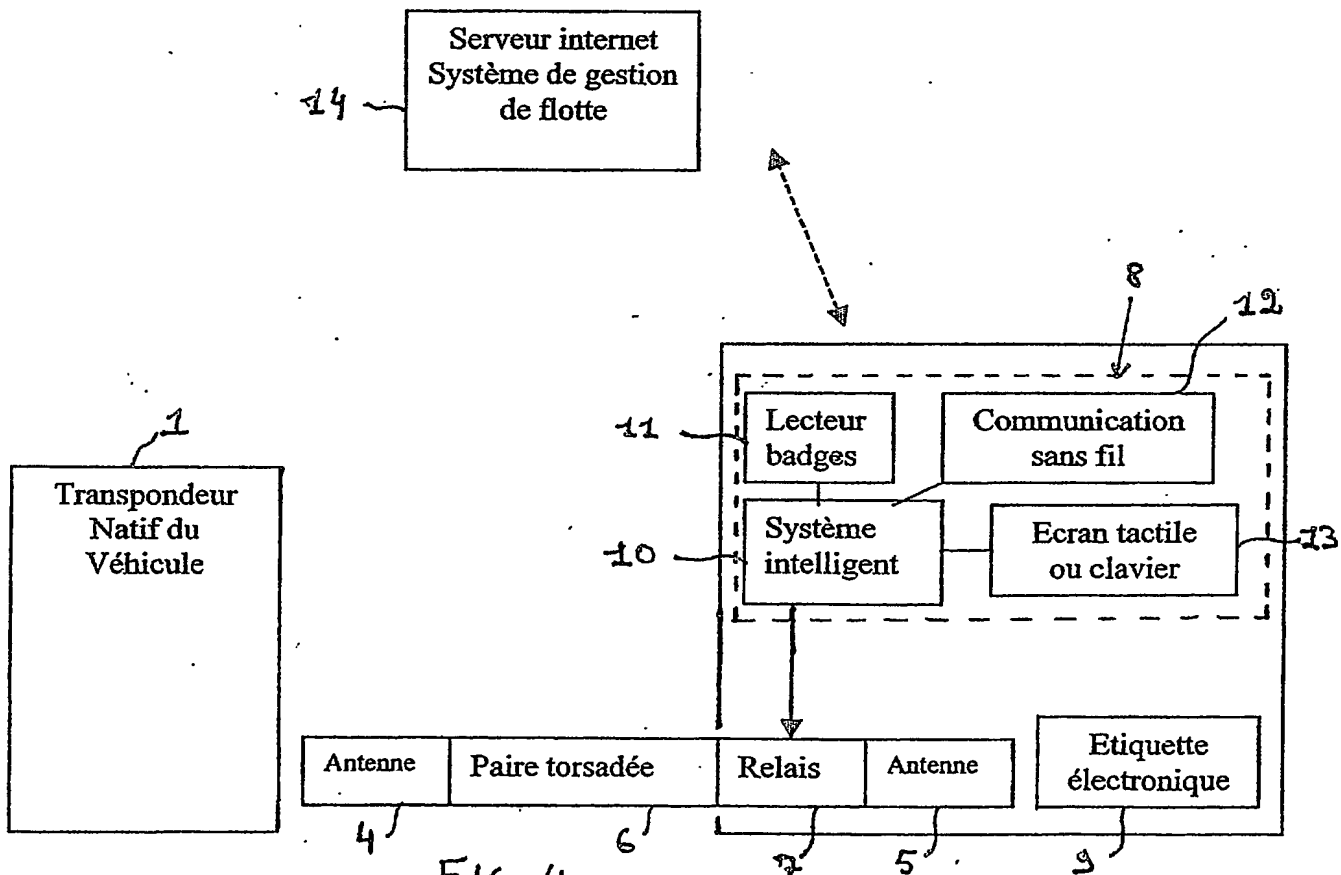 Serveur internet
Système de gestion
de flotte
14
8
12
1
11
Lecteur
badges
Communication
sans fil
Transpondeur
Natif du
Véhicule
10
Système
intelligent
Ecran tactile
ou clavier
13
Antenne
Paire torsadée
Relais
Antenne
Etiquette
électronique
4
6
7
5
9